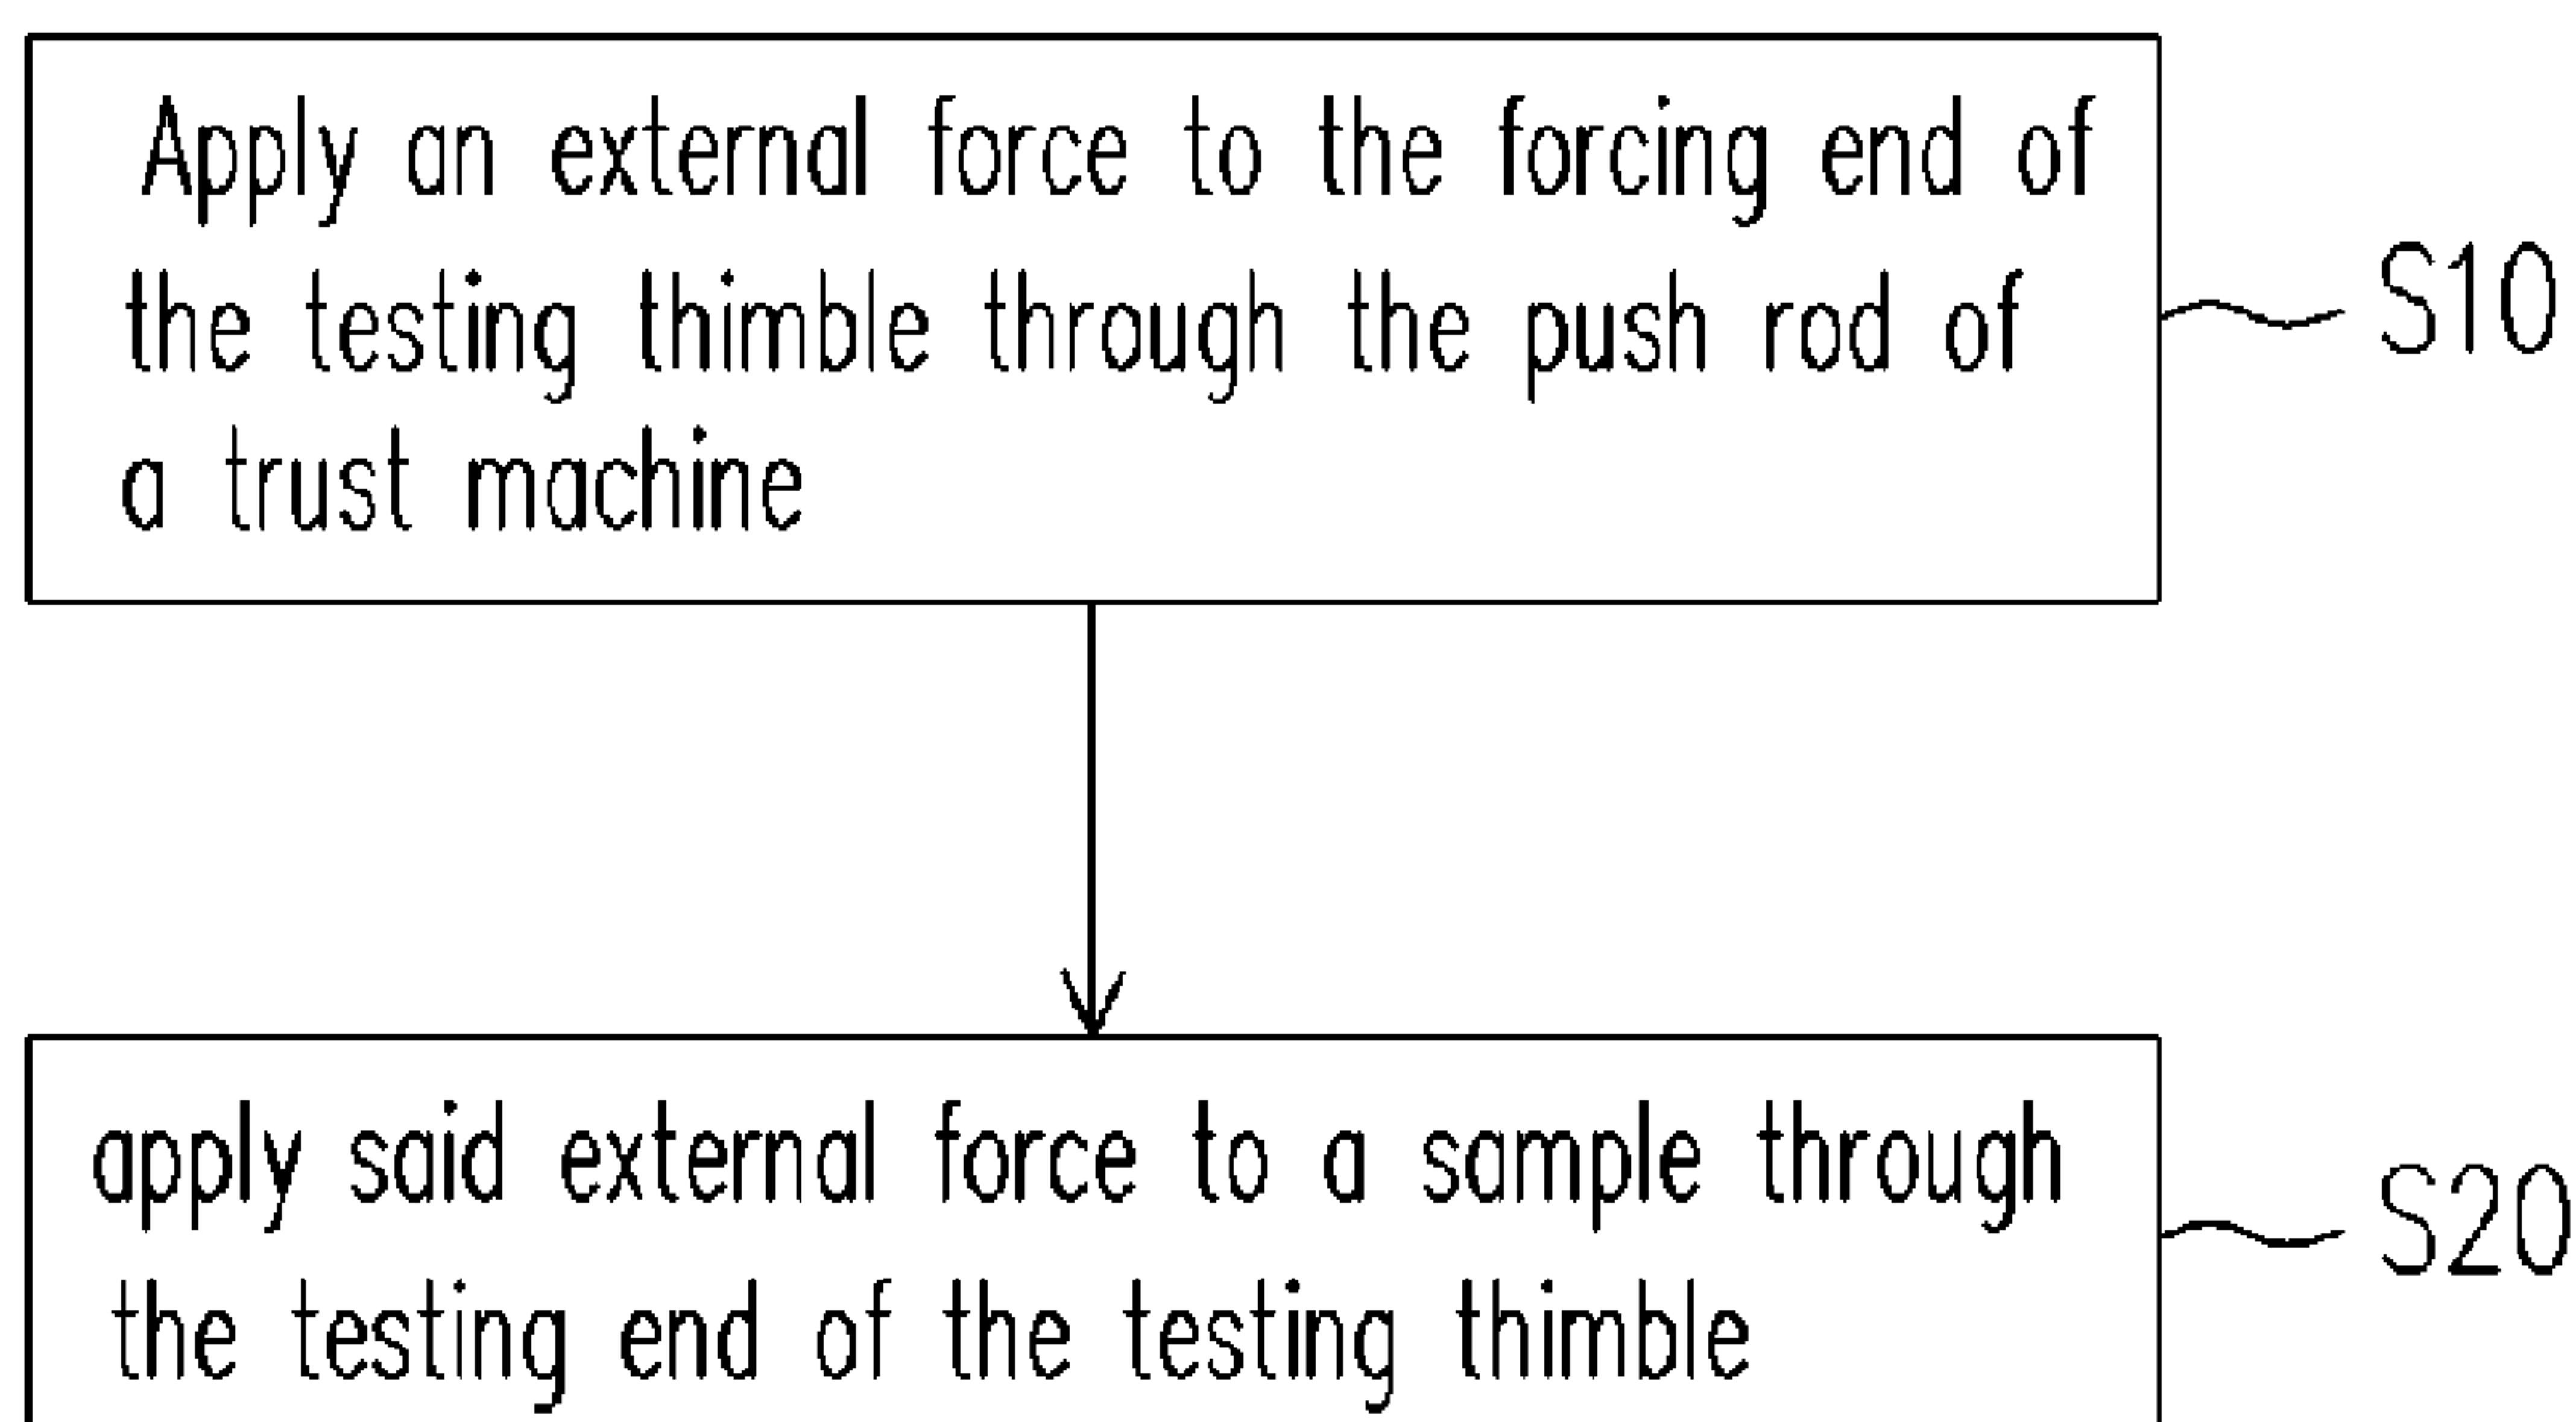 Apply an external force to the forcing end of
the testing thimble through the push rod of
a trust machine
S10
apply said external force to a sample through
the testing end of the testing thimble
S20